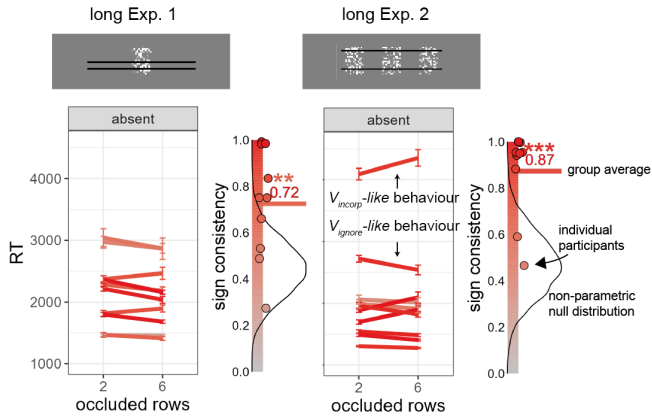 long Exp. 1
long Exp. 2
absent
absent
RT
4000
3000
2000
1000
2
6
occluded rows
sign consistency
1.0
0.8
0.6
0.4
0.2
0.0
**
0.72
V_incorp-like behaviour
V_ignore-like behaviour
2
6
occluded rows
sign consistency
1.0
0.8
0.6
0.4
0.2
0.0
***
0.87
group average
individual
participants
non-parametric
null distribution